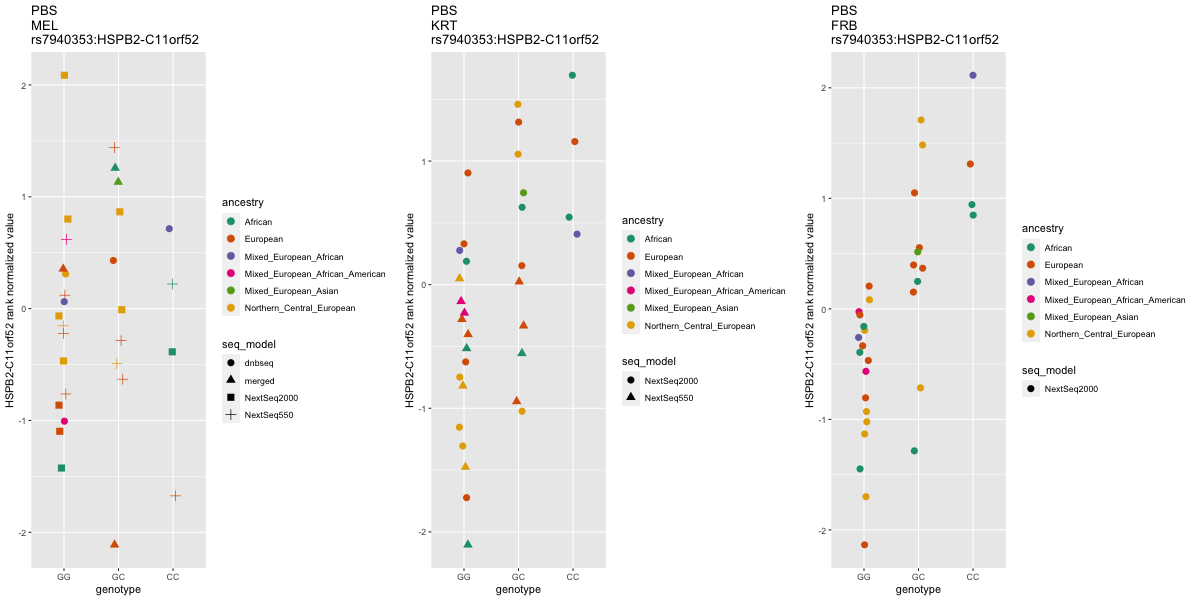 PBS
MEL
rs7940353:HSPB2-C11orf52
HSPB2-C11orf52 rank normalized value
2
1
0
-1
-2
GG
GC
CC
genotype
ancestry
African
European
Mixed_European_African
Mixed_European_African_American
Mixed_European_Asian
Northern_Central_European
seq_model
dnbseq
merged
NextSeq2000
NextSeq550
PBS
KRT
rs7940353:HSPB2-C11orf52
HSPB2-C11orf52 rank normalized value
1
0
-1
-2
GG
GC
CC
genotype
ancestry
African
European
Mixed_European_African
Mixed_European_African_American
Mixed_European_Asian
Northern_Central_European
seq_model
NextSeq2000
NextSeq550
PBS
FRB
rs7940353:HSPB2-C11orf52
HSPB2-C11orf52 rank normalized value
2
1
0
-1
-2
GG
GC
CC
genotype
ancestry
African
European
Mixed_European_African
Mixed_European_African_American
Mixed_European_Asian
Northern_Central_European
seq_model
NextSeq2000